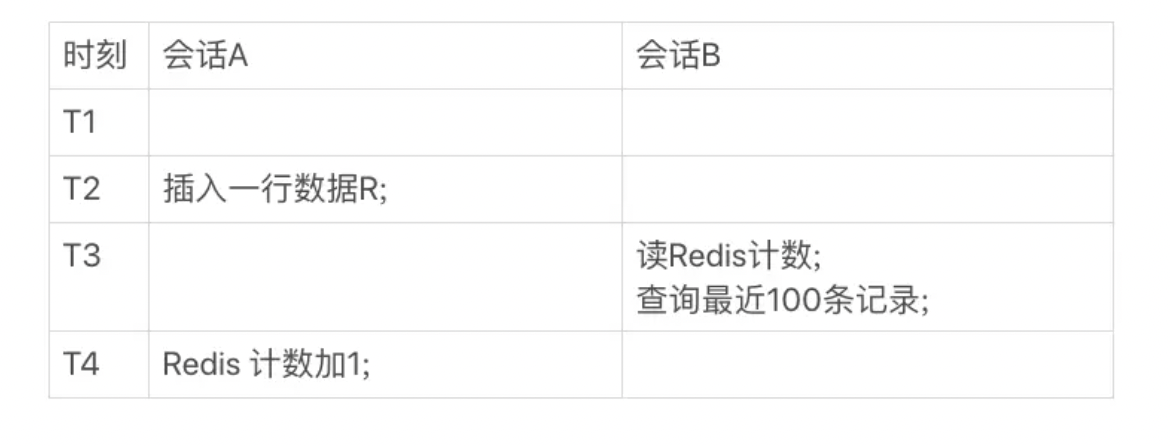 时刻 会话A 会话B
T1
T2 插入一行数据R;
T3 读Redis计数;
查询最近100条记录;
T4 Redis 计数加1;